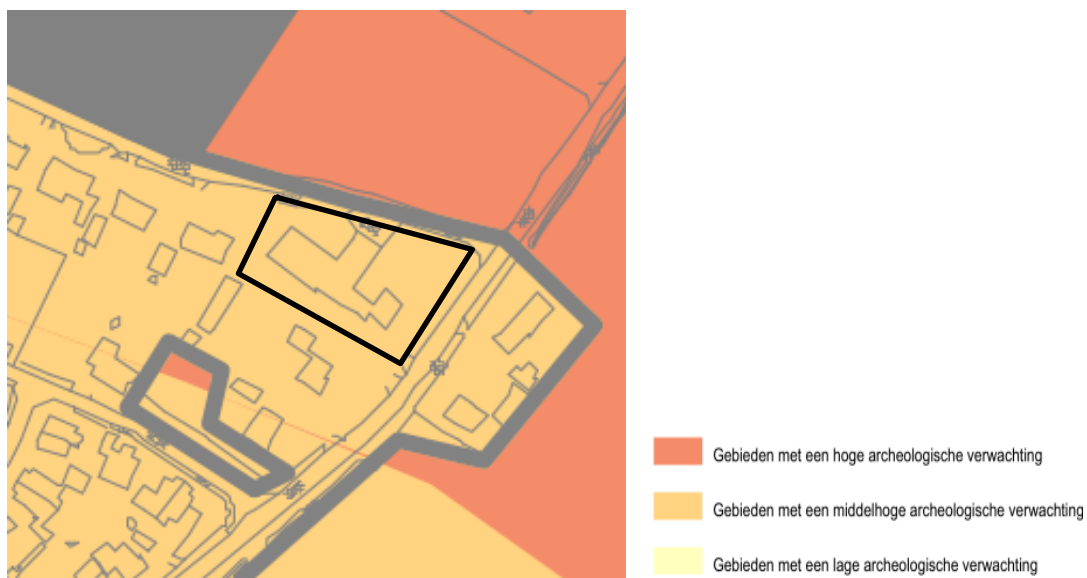 Gebieden met een hoge archeologische verwachting
Gebieden met een middelhoge archeologische verwachting
Gebieden met een lage archeologische verwachting